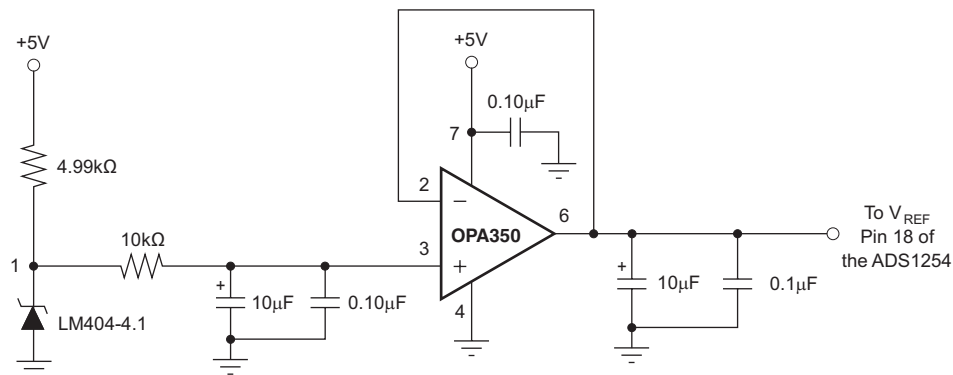 +5V
+5V
0.10µF
7
4.99kΩ
2
–
OPA350
6
To VREF
Pin 18 of
the ADS1254
10kΩ
3
+
1
+
10µF
0.10µF
+
10µF
0.1µF
4
LM404-4.1